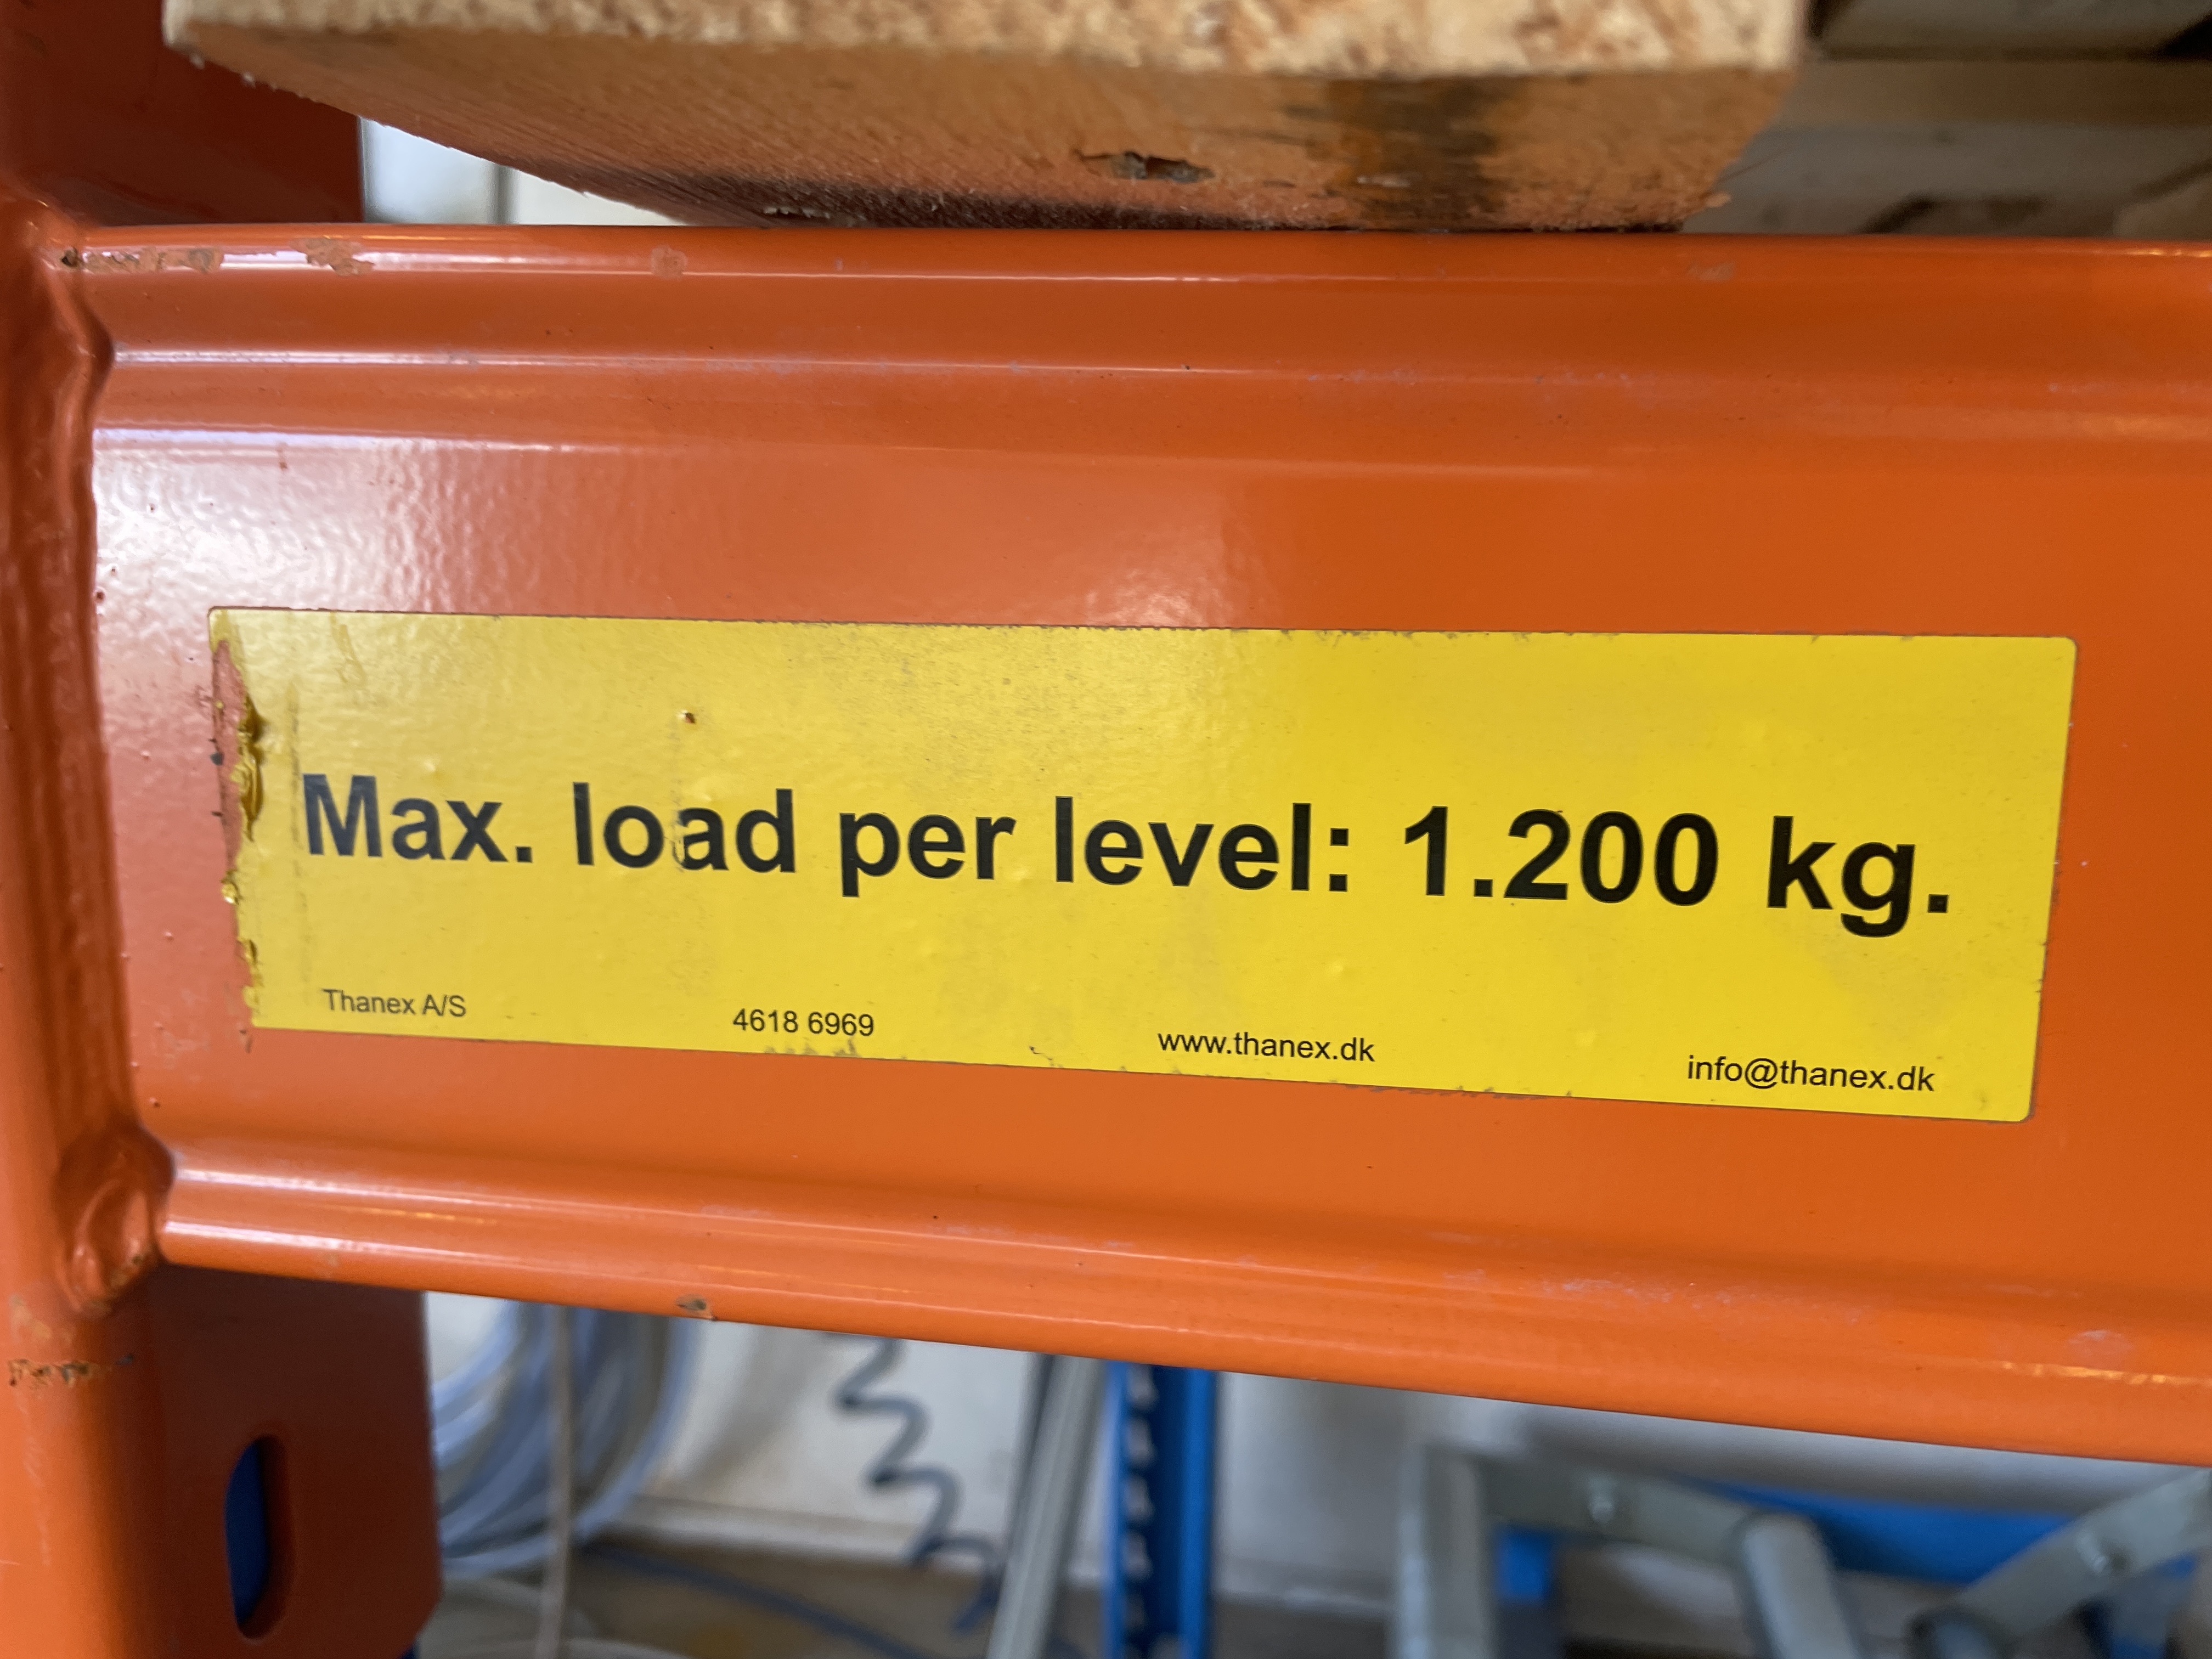 Max. load per level: 1.200 kg.
Thanex A/S 4618 6969 www.thanex.dk info@thanex.dk